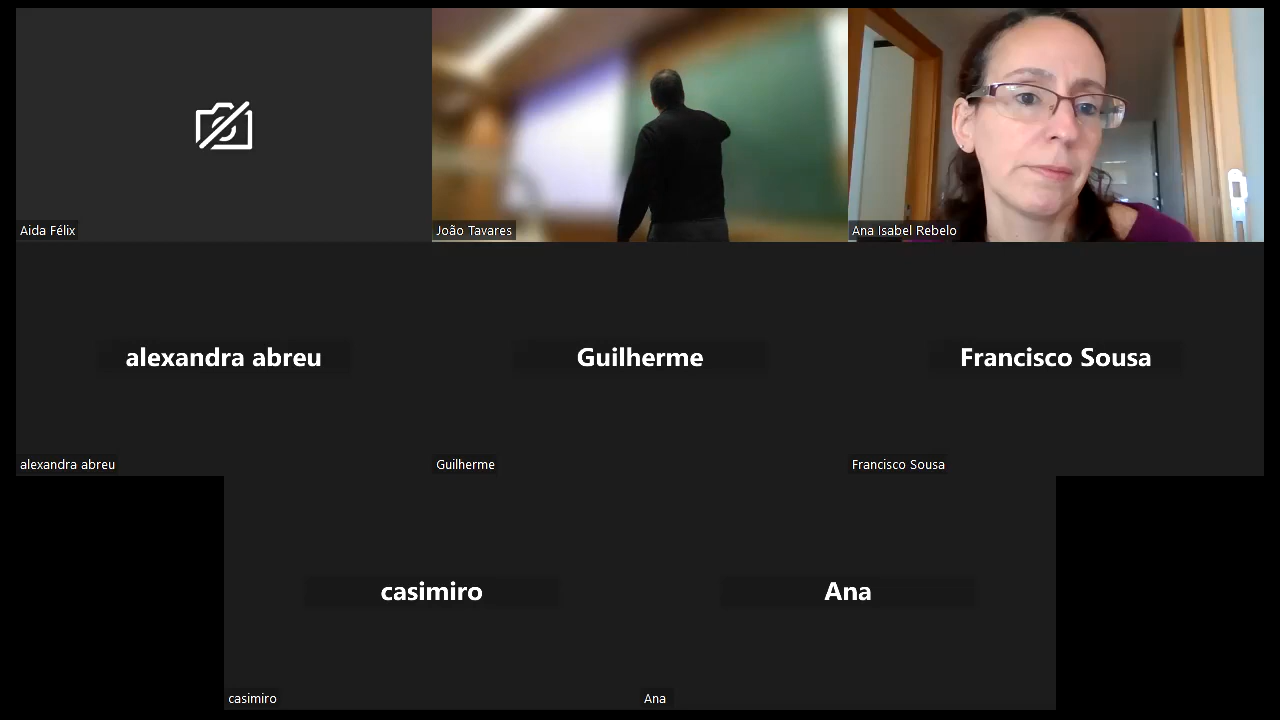 Aida Félix
João Tavares
Ana Isabel Rebelo
alexandra abreu
Guilherme
Francisco Sousa
alexandra abreu
Guilherme
Francisco Sousa
casimiro
Ana
casimiro
Ana